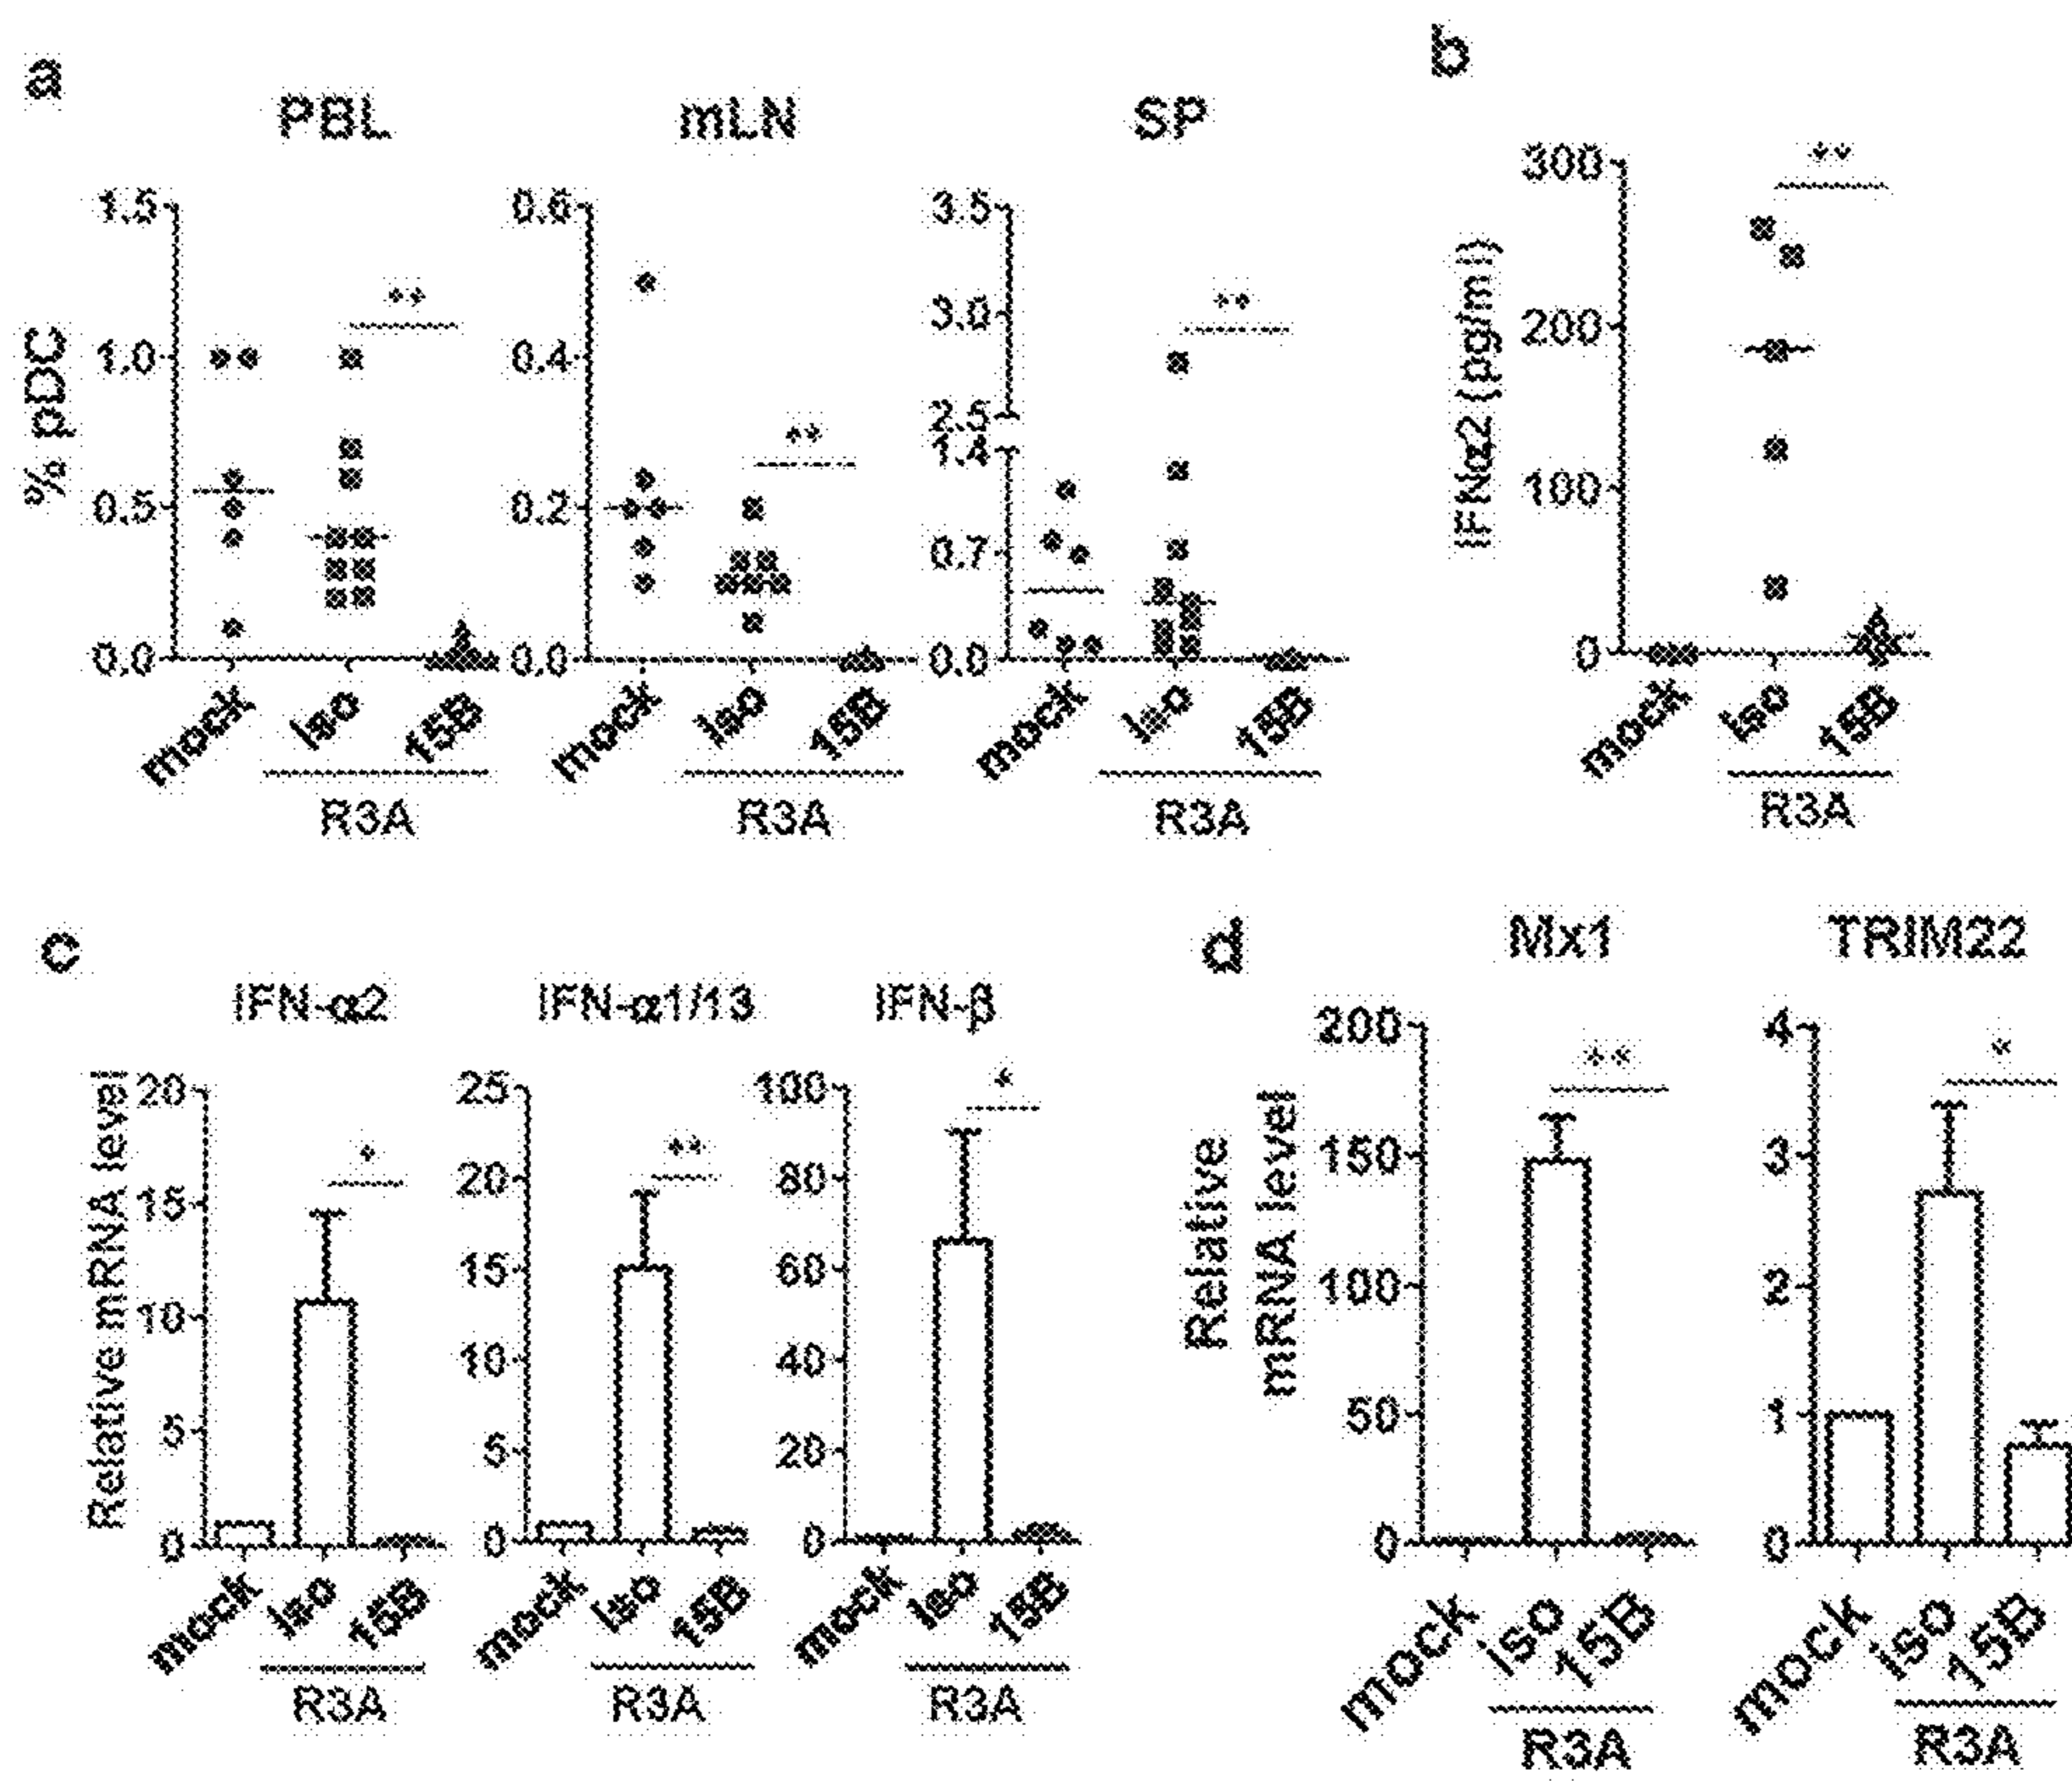 a
PBL
mLN
SP
% pDC
1.5
1.0
0.5
0.0
**
mock
Iso
15B
R3A
0.6
0.4
0.2
0.0
**
mock
Iso
15B
R3A
3.5
3.0
2.5
1.4
0.7
0.0
**
mock
Iso
15B
R3A
b
IFNα2 (pg/ml)
300
200
100
0
**
mock
iso
15B
R3A
c
IFN-α2
IFN-α1/13
IFN-β
Relative mRNA level
20
15
10
5
0
*
mock
Iso
15B
R3A
25
20
15
10
5
0
**
mock
Iso
15B
R3A
100
80
60
40
20
0
*
mock
Iso
15B
R3A
d
Mx1
TRIM22
Relative
mRNA level
200
150
100
50
0
**
mock
iso
15B
R3A
4
3
2
1
0
*
mock
iso
15B
R3A